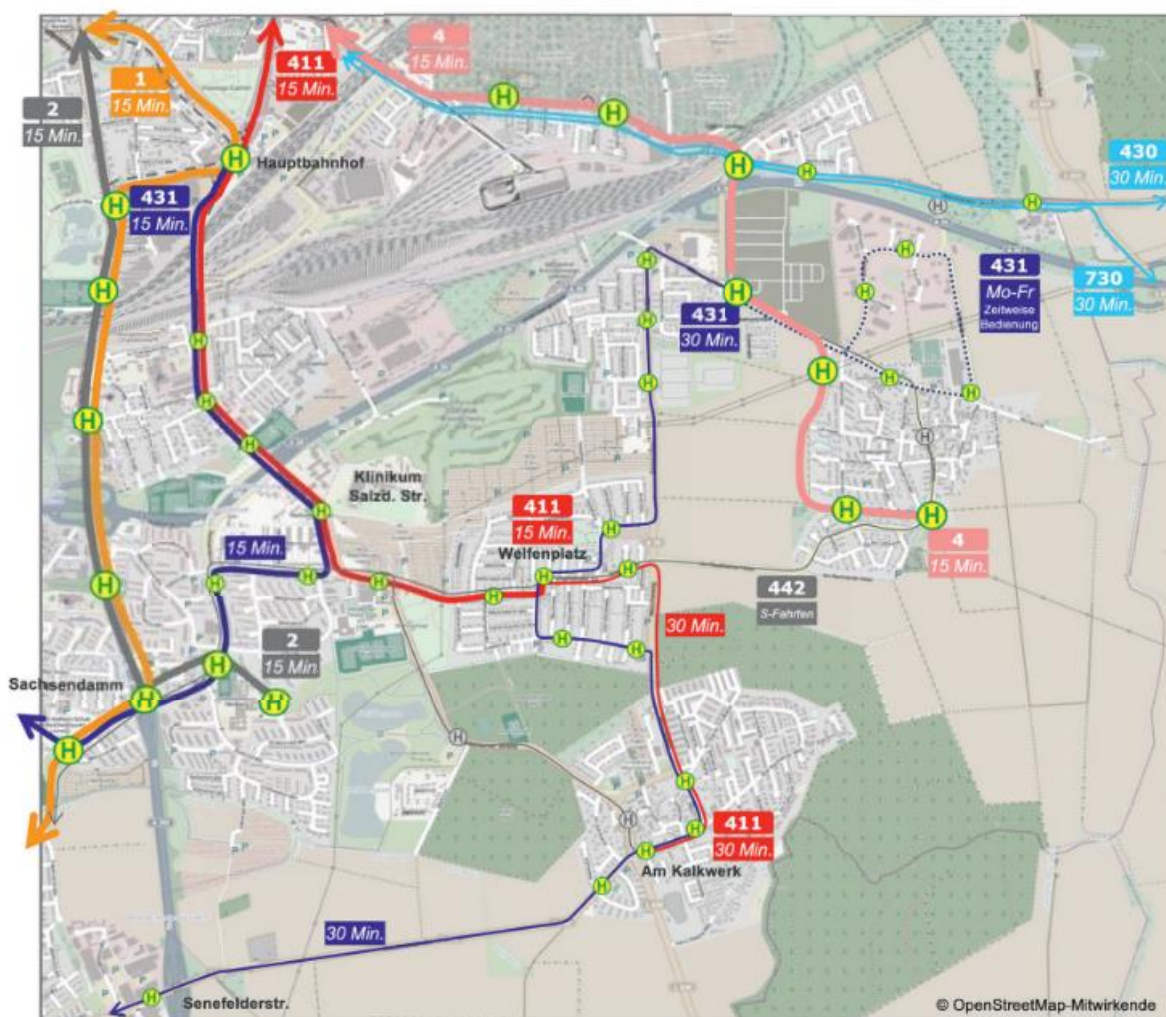 4
15 Min.
411
15 Min.
1
15 Min.
2
15 Min.
Hauptbahnhof
430
30 Min.
431
15 Min.
431
Mo-Fr
Zeitweise
Bedienung
730
30 Min.
431
30 Min.
Klinikum
Salzd. Str.
411
15 Min.
Welfenplatz
15 Min.
4
15 Min.
442
S-Fahrten
30 Min.
2
15 Min.
Sachsendamm
411
30 Min.
Am Kalkwerk
30 Min.
Senefelderstr.
© OpenStreetMap-Mitwirkende